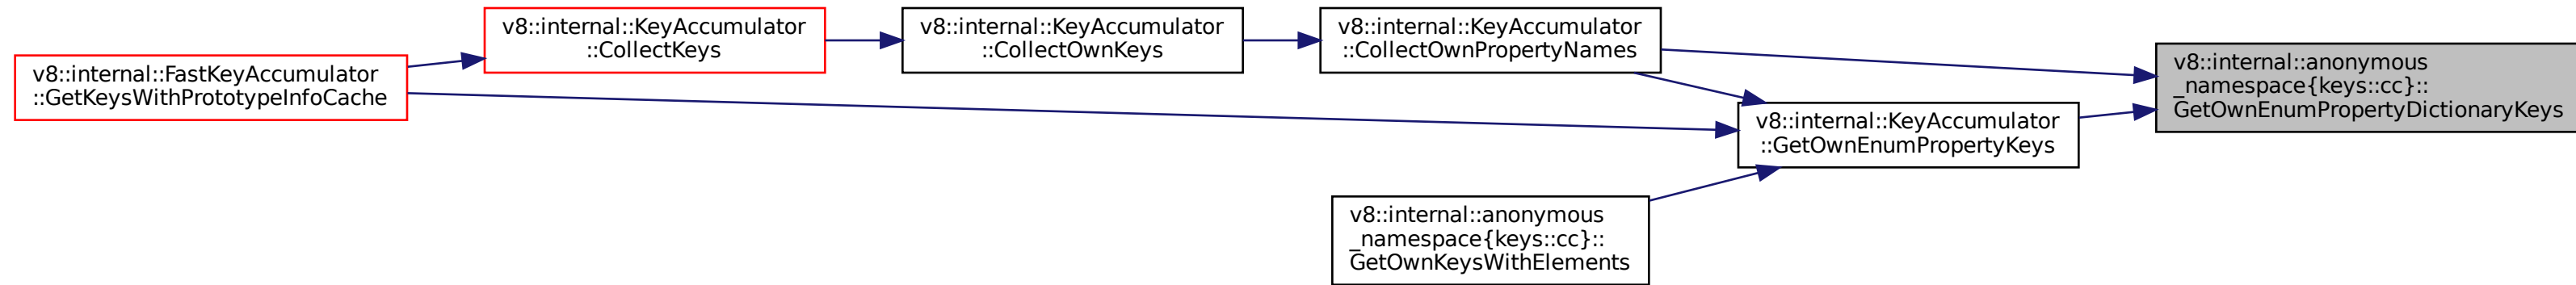 v8::internal::FastKeyAccumulator
::GetKeysWithPrototypeInfoCache
v8::internal::KeyAccumulator
::CollectKeys
v8::internal::KeyAccumulator
::CollectOwnKeys
v8::internal::KeyAccumulator
::CollectOwnPropertyNames
v8::internal::KeyAccumulator
::GetOwnEnumPropertyKeys
v8::internal::anonymous
_namespace{keys::cc}::
GetOwnKeysWithElements
v8::internal::anonymous
_namespace{keys::cc}::
GetOwnEnumPropertyDictionaryKeys